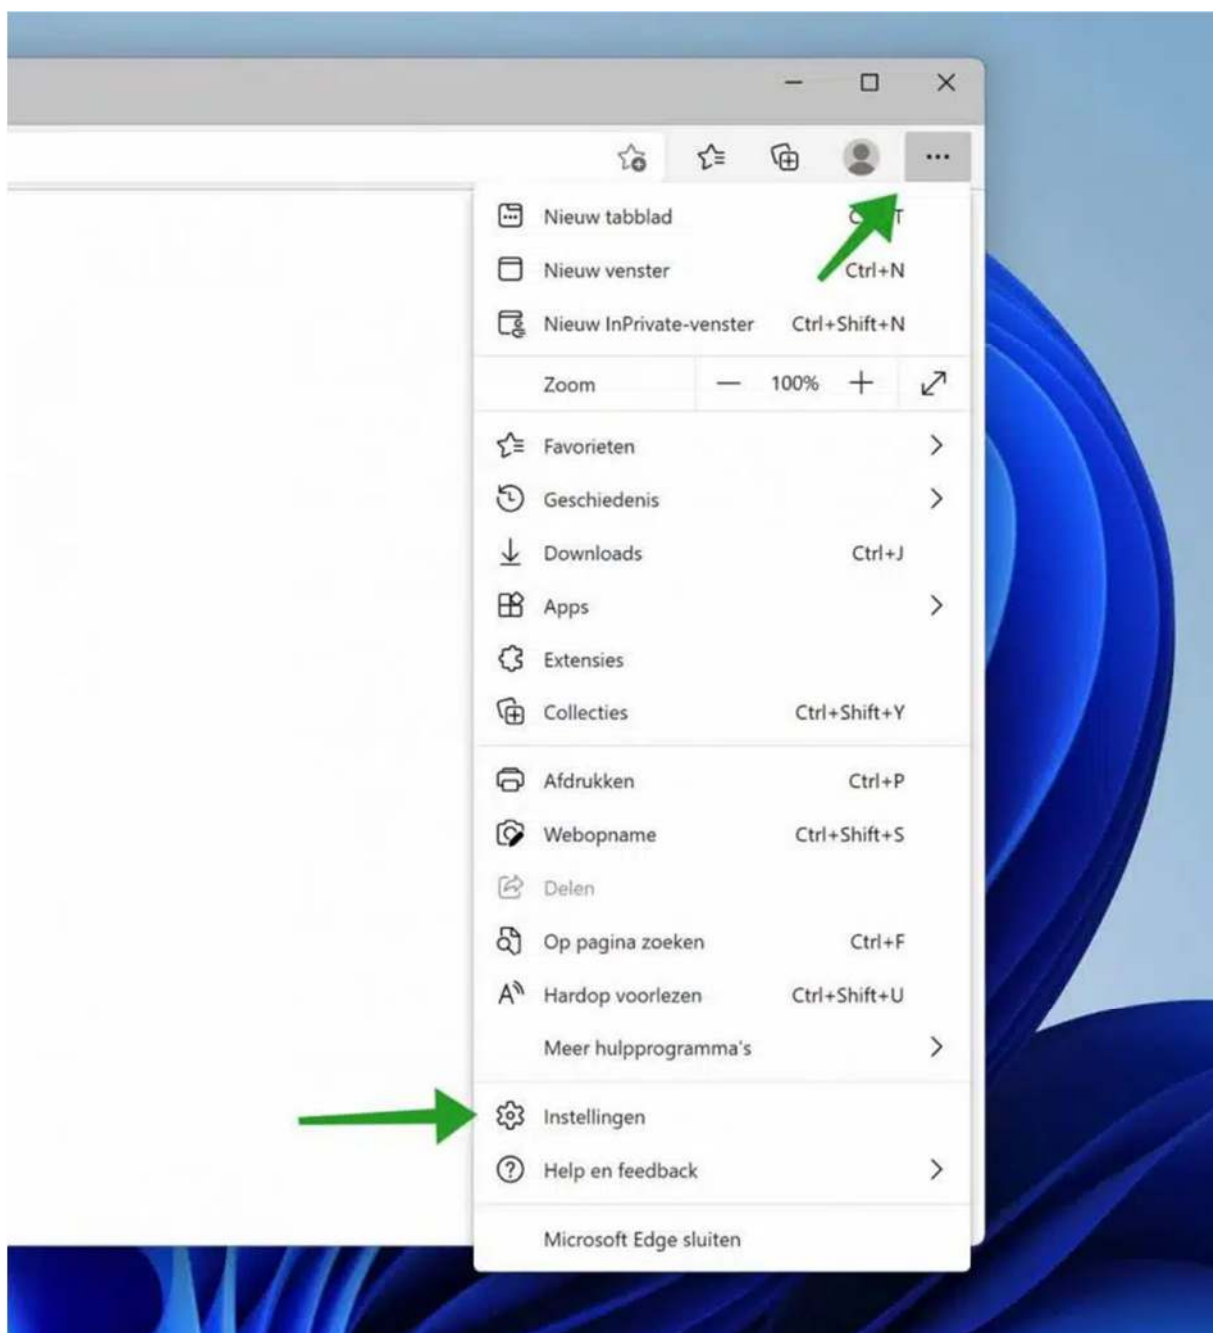 Nieuw tabblad
Nieuw venster Ctrl+N
Nieuw InPrivate-venster Ctrl+Shift+N
Zoom 100%
Favorieten
Geschiedenis
Downloads Ctrl+J
Apps
Extensies
Collecties Ctrl+Shift+Y
Afdrukken Ctrl+P
Webopname Ctrl+Shift+S
Delen
Op pagina zoeken Ctrl+F
Hardop voorlezen Ctrl+Shift+U
Meer hulpprogramma's
Instellingen
Help en feedback
Microsoft Edge sluiten